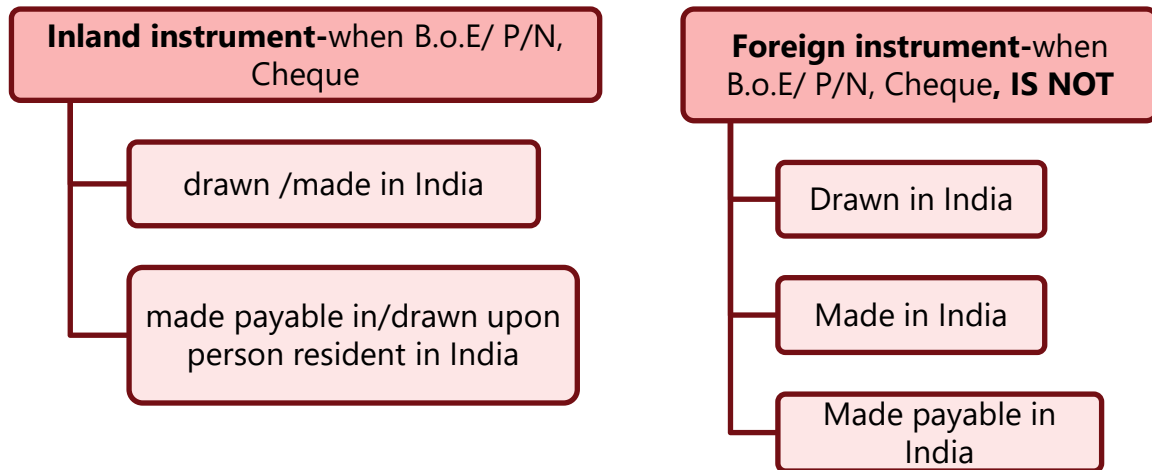 Inland instrument-when B.o.E/ P/N,
Cheque
drawn /made in India
made payable in/drawn upon
person resident in India
Foreign instrument-when
B.o.E/ P/N, Cheque, IS NOT
Drawn in India
Made in India
Made payable in
India